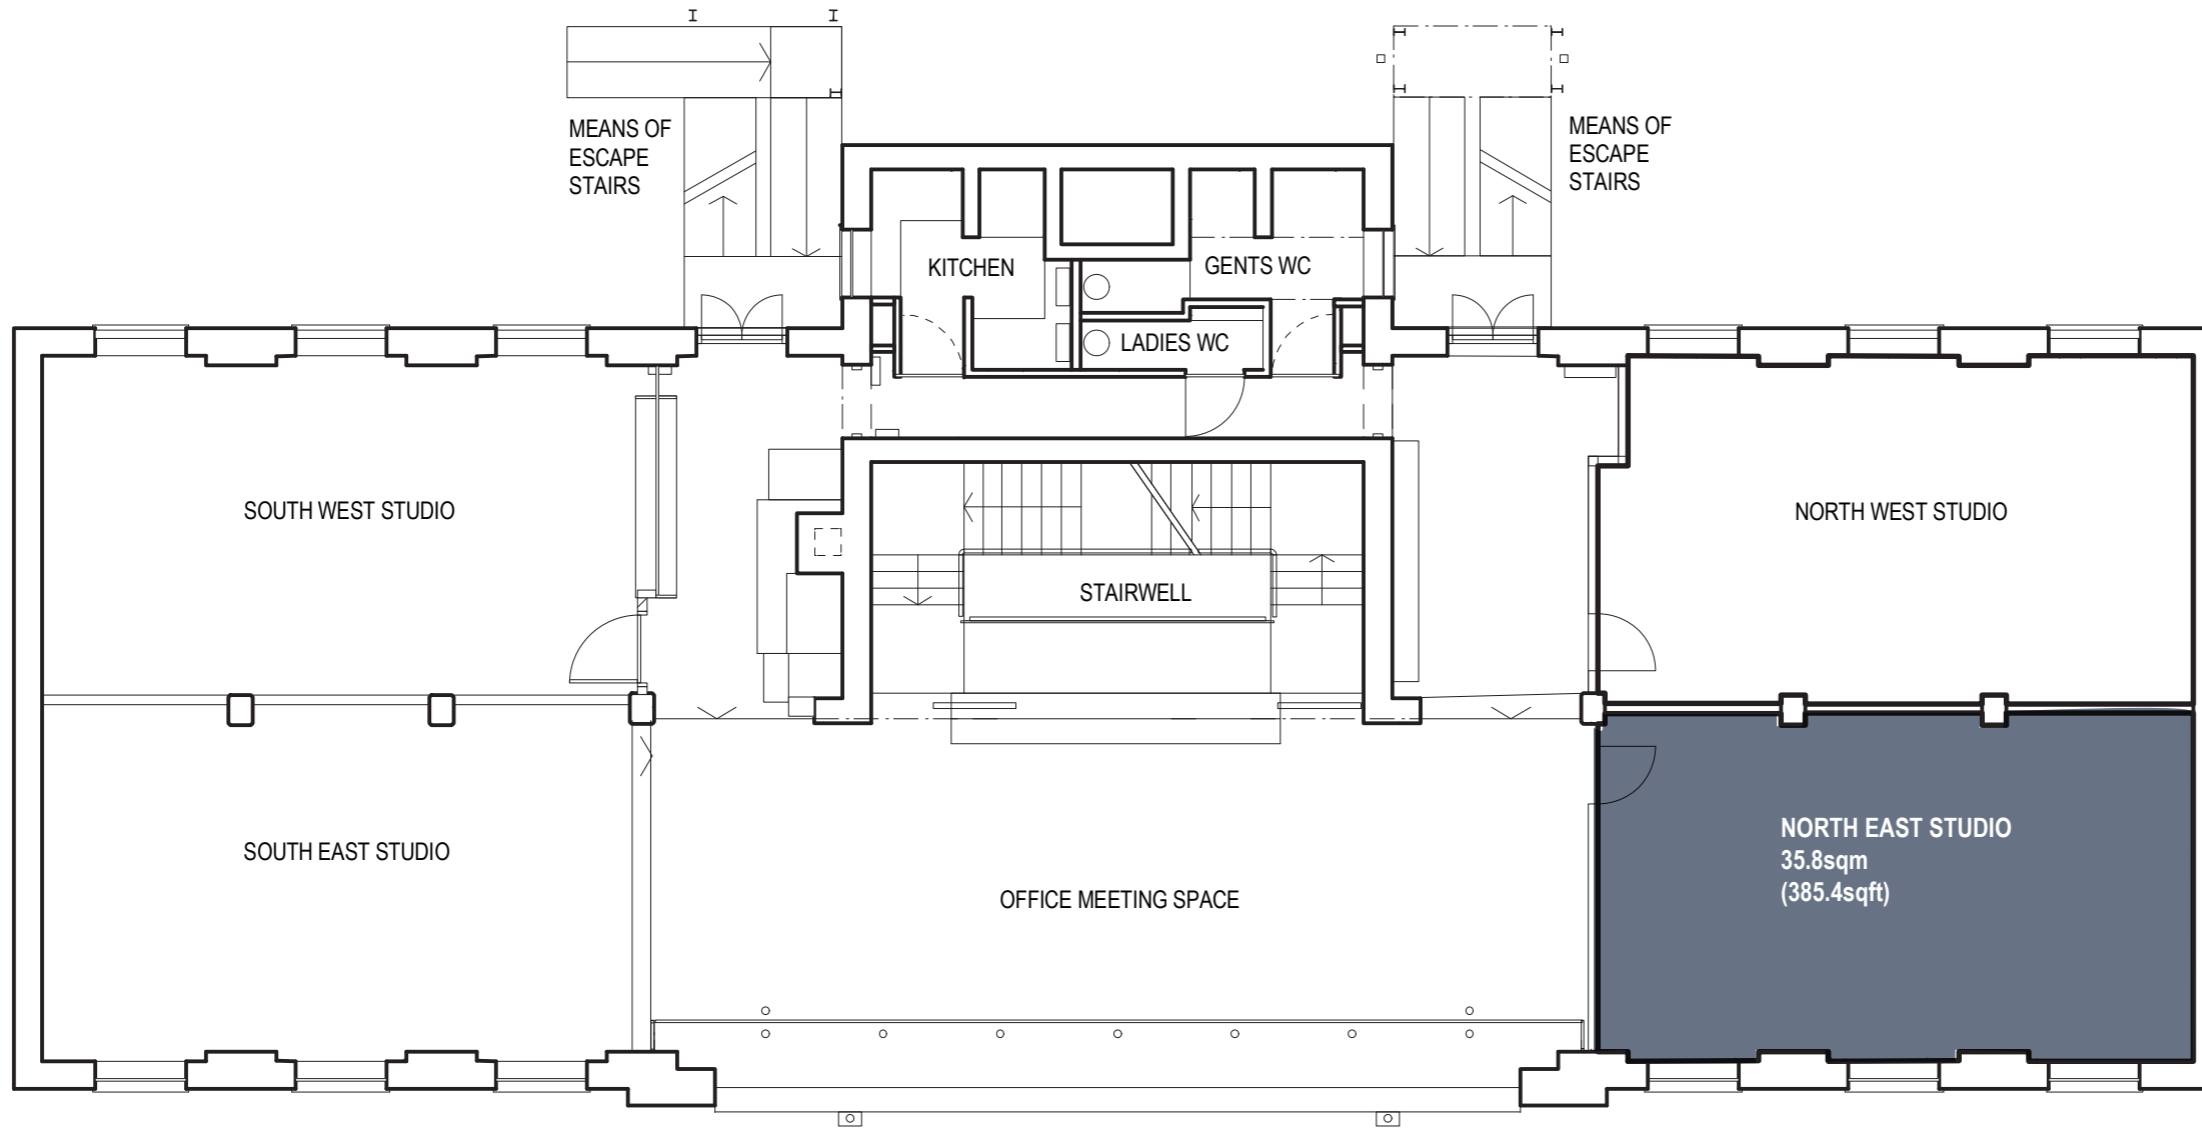 MEANS OF
ESCAPE
STAIRS
MEANS OF
ESCAPE
STAIRS
KITCHEN
GENTS WC
LADIES WC
SOUTH WEST STUDIO
NORTH WEST STUDIO
STAIRWELL
SOUTH EAST STUDIO
OFFICE MEETING SPACE
NORTH EAST STUDIO
35.8sqm
(385.4sqft)